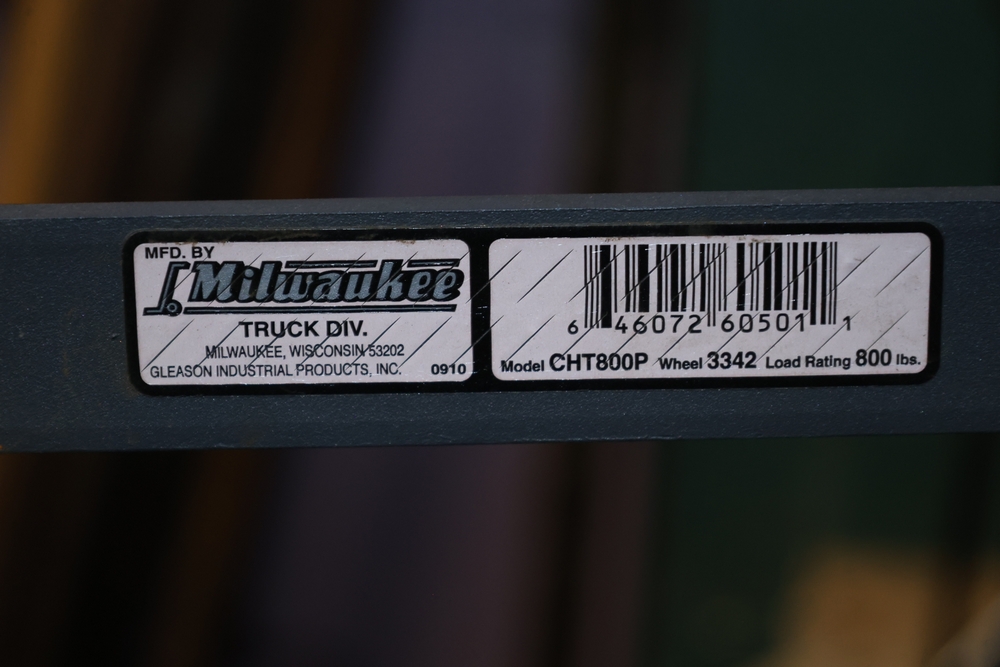 MFD. BY
Milwaukee
TRUCK DIV.
MILWAUKEE, WISCONSIN 53202
GLEASON INDUSTRIAL PRODUCTS, INC. 0910
6 46072 60501 1
Model CHT800P Wheel 3342 Load Rating 800 lbs.